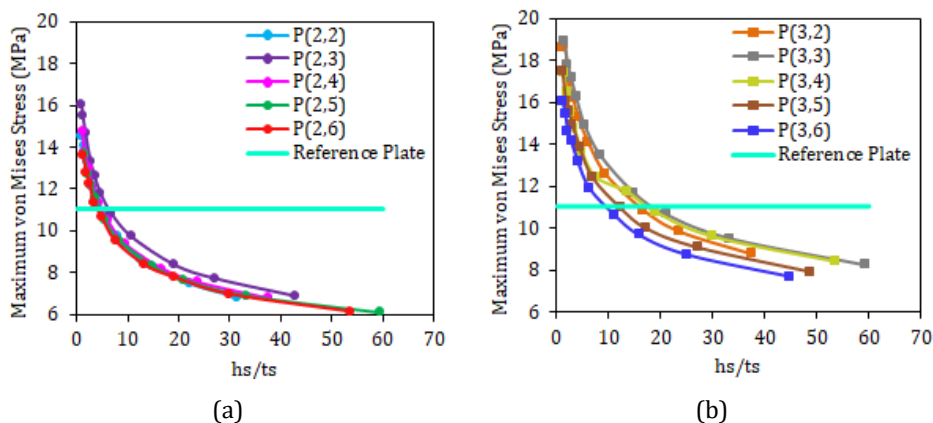 Maximum von Mises Stress (MPa)
20
18
16
14
12
10
8
6
0 10 20 30 40 50 60 70
hs/ts
P(2,2)
P(2,3)
P(2,4)
P(2,5)
P(2,6)
Reference Plate
(a)
Maximum von Mises Stress (MPa)
20
18
16
14
12
10
8
6
0 10 20 30 40 50 60 70
hs/ts
P(3,2)
P(3,3)
P(3,4)
P(3,5)
P(3,6)
Reference Plate
(b)